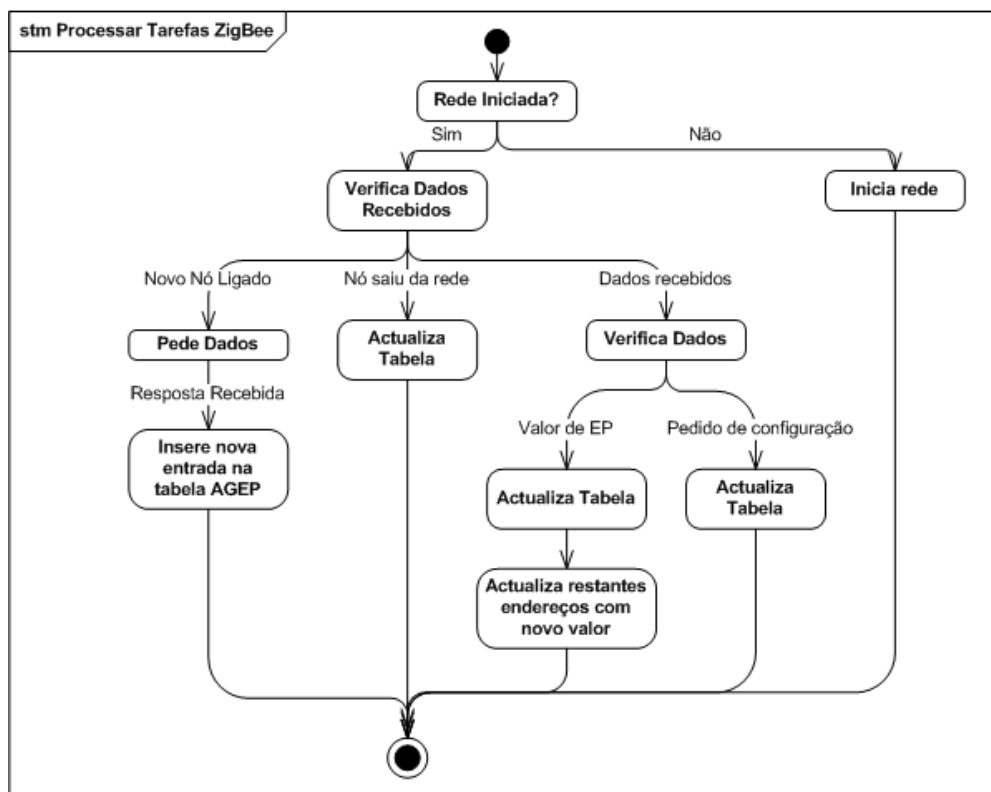 stm Processar Tarefas ZigBee
Rede Iniciada?
Sim
Não
Verifica Dados
Recebidos
Inicia rede
Novo Nó Ligado
Nó saiu da rede
Dados recebidos
Pede Dados
Actualiza
Tabela
Verifica Dados
Resposta Recebida
Valor de EP
Pedido de configuração
Insere nova
entrada na
tabela AGEP
Actualiza Tabela
Actualiza
Tabela
Actualiza restantes
endereços com
novo valor